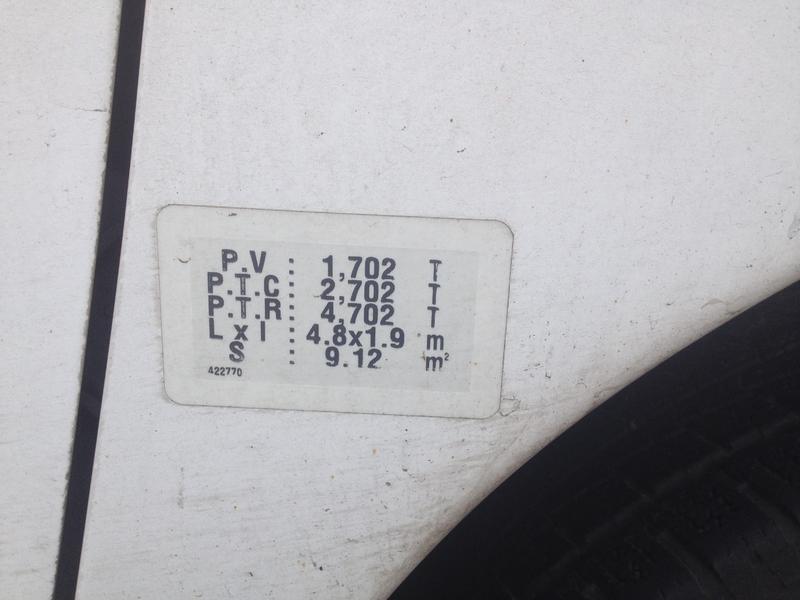 P.V : 1,702 T
P.T.C : 2,702 T
P.T.R : 4,702 T
L x l : 4.8x1.9 m
S : 9.12 m²
422770